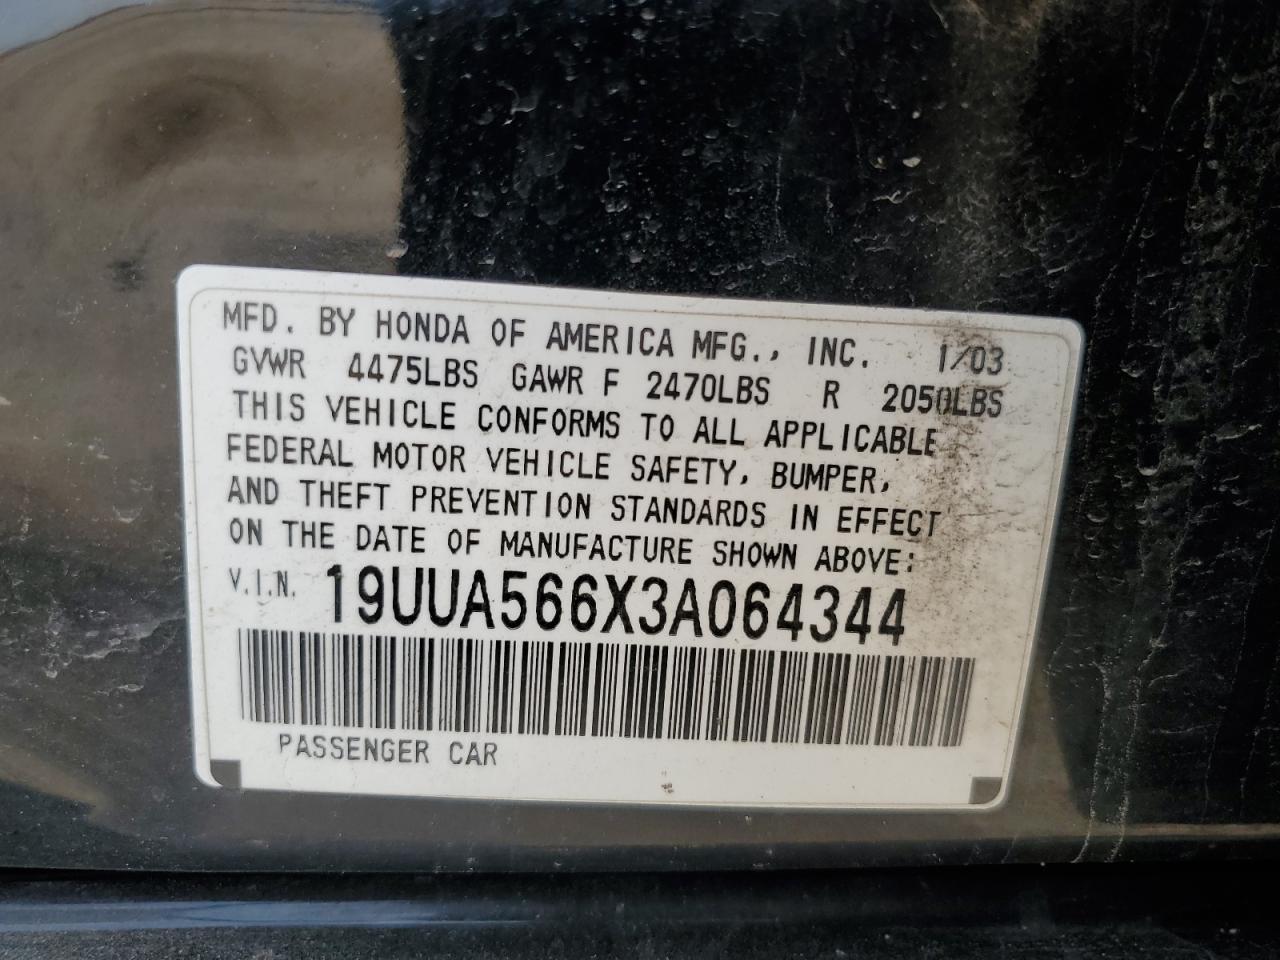 MFD. BY HONDA OF AMERICA MFG., INC. 1/03
GVWR 4475LBS GAWR F 2470LBS R 2050LBS
THIS VEHICLE CONFORMS TO ALL APPLICABLE
FEDERAL MOTOR VEHICLE SAFETY, BUMPER,
AND THEFT PREVENTION STANDARDS IN EFFECT
ON THE DATE OF MANUFACTURE SHOWN ABOVE:
V.I.N. 19UUA566X3A064344
PASSENGER CAR